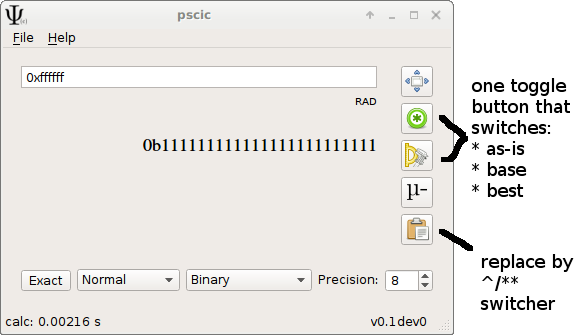 Ψ
pscic
File Help
0xffffff
RAD
0b111111111111111111111111
µ-
Exact Normal Binary Precision: 8
calc: 0.00216 s v0.1dev0
one toggle
button that
switches:
* as-is
* base
* best
replace by
^/**
switcher